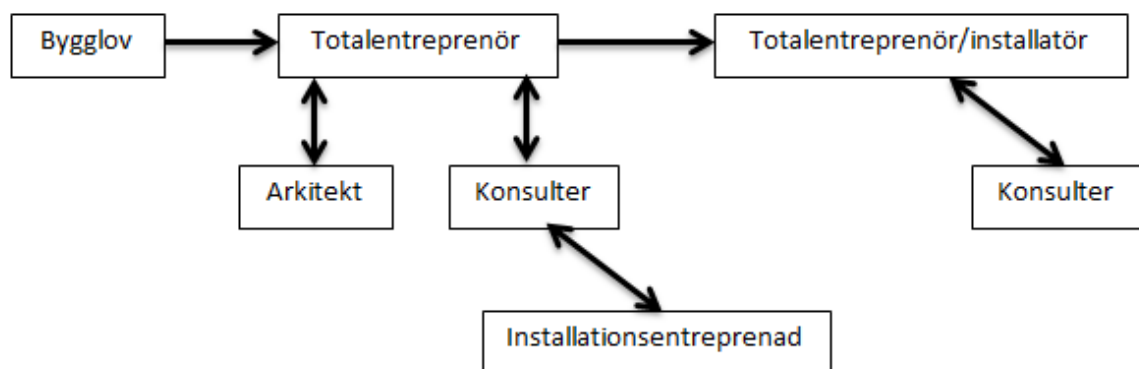 Bygglov
Totalentreprenör
Totalentreprenör/installatör
Arkitekt
Konsulter
Konsulter
Installationsentreprenad